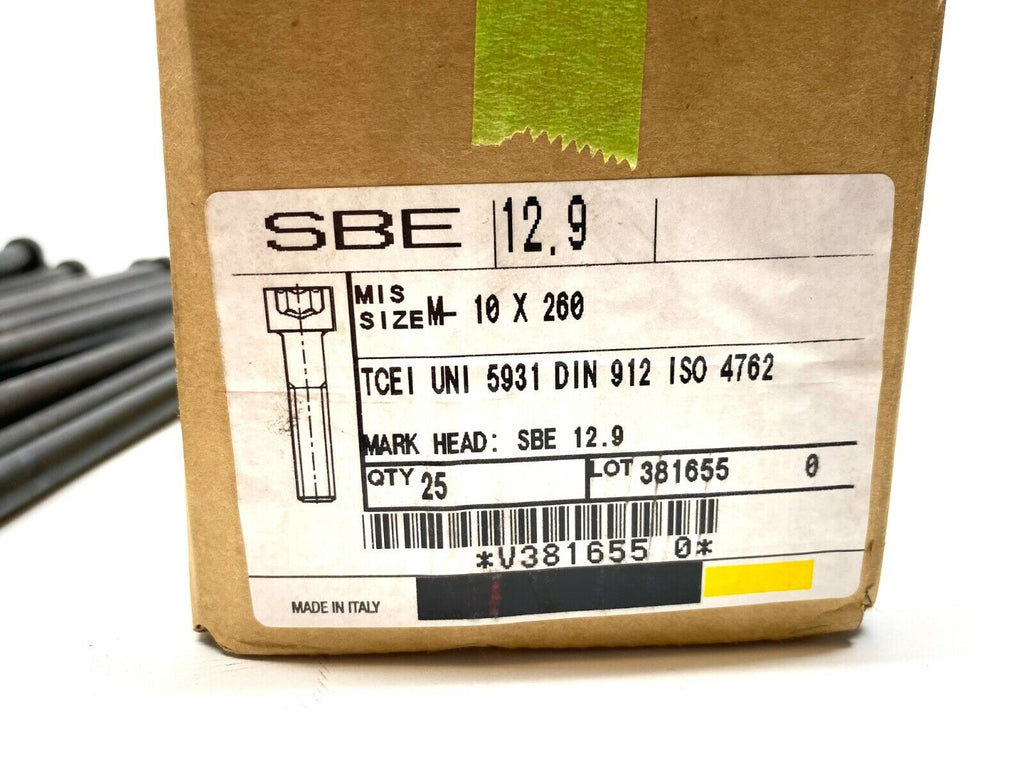 SBE 12.9
MIS
SIZE M- 10 X 260
TCEI UNI 5931 DIN 912 ISO 4762
MARK HEAD: SBE 12.9
QTY 25 LOT 381655 0
*V381655 0*
MADE IN ITALY